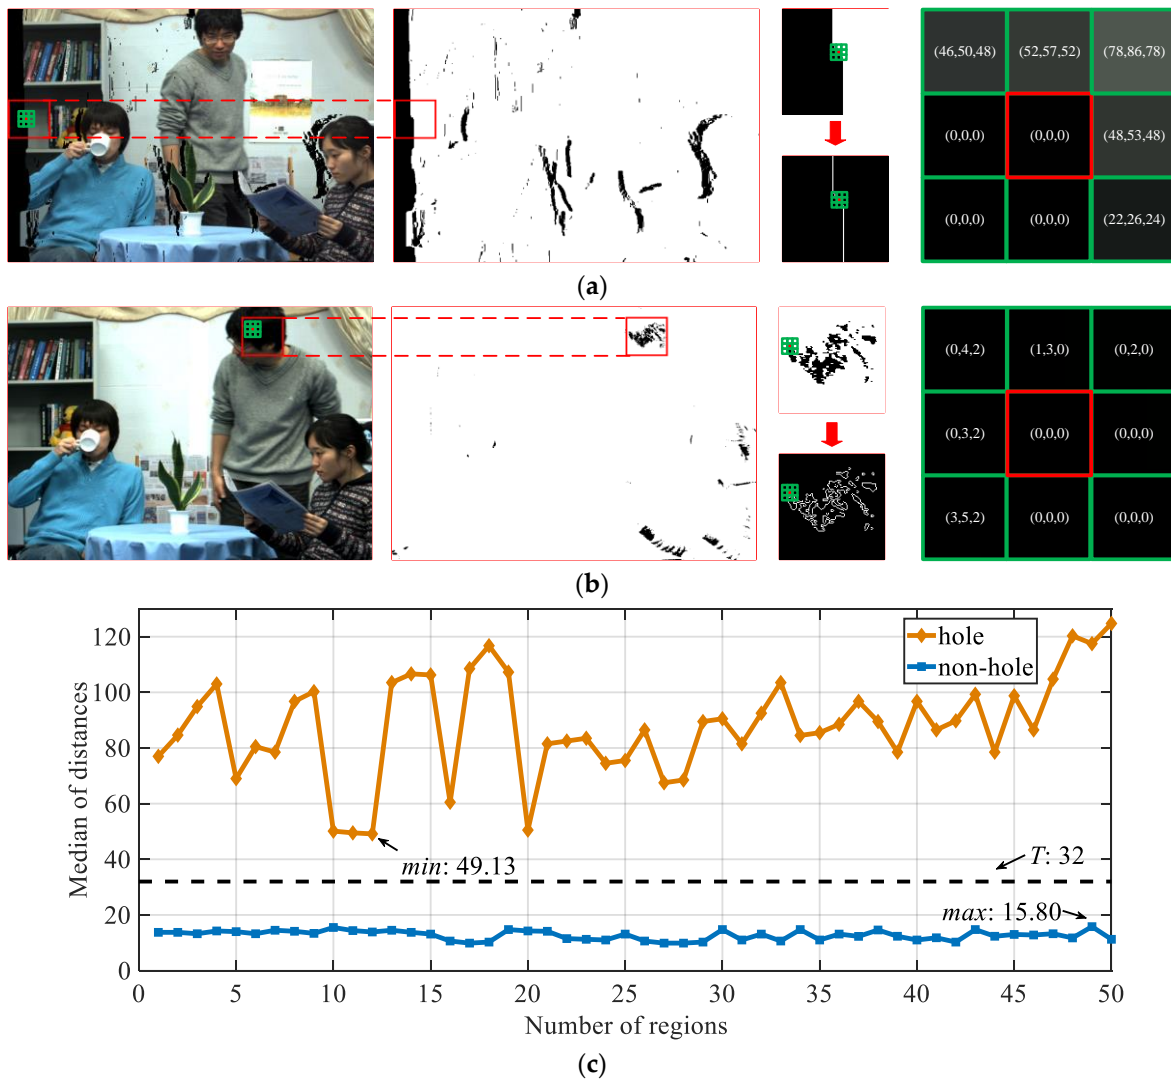 (46,50,48) (52,57,52) (78,86,78)
(0,0,0) (0,0,0) (48,53,48)
(0,0,0) (0,0,0) (22,26,24)
(a)
(0,4,2) (1,3,0) (0,2,0)
(0,3,2) (0,0,0) (0,0,0)
(3,5,2) (0,0,0) (0,0,0)
(b)
120
100
80
60
40
20
0
Median of distances
hole
non-hole
min: 49.13
T: 32
max: 15.80
0 5 10 15 20 25 30 35 40 45 50
Number of regions
(c)